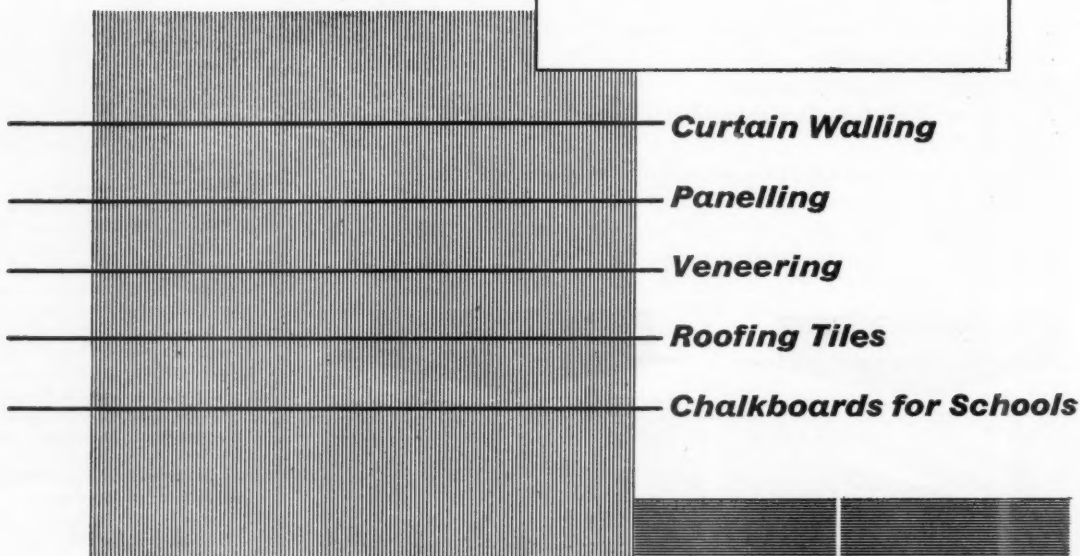 Curtain Walling
Panelling
Veneering
Roofing Tiles
Chalkboards for Schools